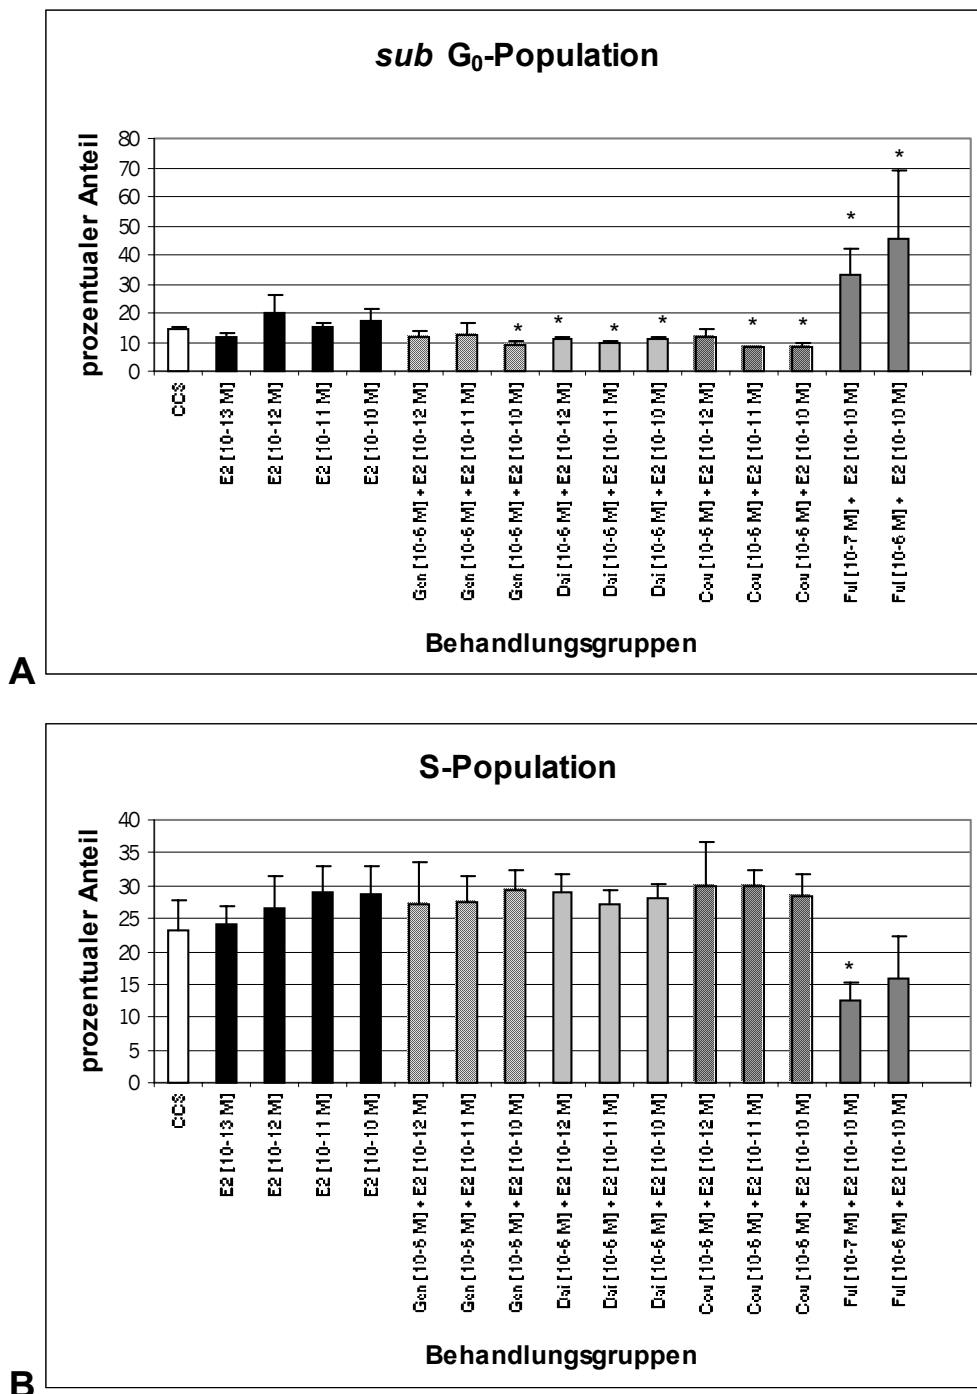 sub G₀-Population
prozentualer Anteil
80
70
60
50
40
30
20
10
0
* * * * * * * *
CCS
E2 [10-13 M]
E2 [10-12 M]
E2 [10-11 M]
E2 [10-10 M]
Gen [10-6 M] + E2 [10-12 M]
Gen [10-6 M] + E2 [10-11 M]
Gen [10-6 M] + E2 [10-10 M]
Dai [10-6 M] + E2 [10-12 M]
Dai [10-6 M] + E2 [10-11 M]
Dai [10-6 M] + E2 [10-10 M]
Cou [10-6 M] + E2 [10-12 M]
Cou [10-6 M] + E2 [10-11 M]
Cou [10-6 M] + E2 [10-10 M]
Ful [10-7 M] + E2 [10-10 M]
Ful [10-6 M] + E2 [10-10 M]
Behandlungsgruppen
A
S-Population
prozentualer Anteil
40
35
30
25
20
15
10
5
0
*
CCS
E2 [10-13 M]
E2 [10-12 M]
E2 [10-11 M]
E2 [10-10 M]
Gen [10-6 M] + E2 [10-12 M]
Gen [10-6 M] + E2 [10-11 M]
Gen [10-6 M] + E2 [10-10 M]
Dai [10-6 M] + E2 [10-12 M]
Dai [10-6 M] + E2 [10-11 M]
Dai [10-6 M] + E2 [10-10 M]
Cou [10-6 M] + E2 [10-12 M]
Cou [10-6 M] + E2 [10-11 M]
Cou [10-6 M] + E2 [10-10 M]
Ful [10-7 M] + E2 [10-10 M]
Ful [10-6 M] + E2 [10-10 M]
Behandlungsgruppen
B